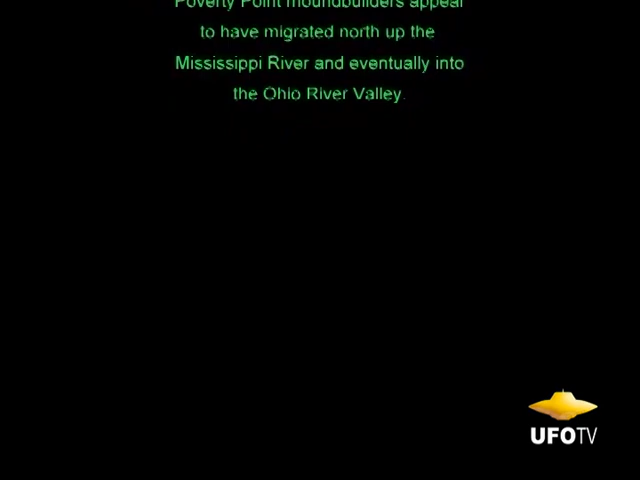 Poverty Point moundbuilders appear
to have migrated north up the
Mississippi River and eventually into
the Ohio River Valley.
UFOTV